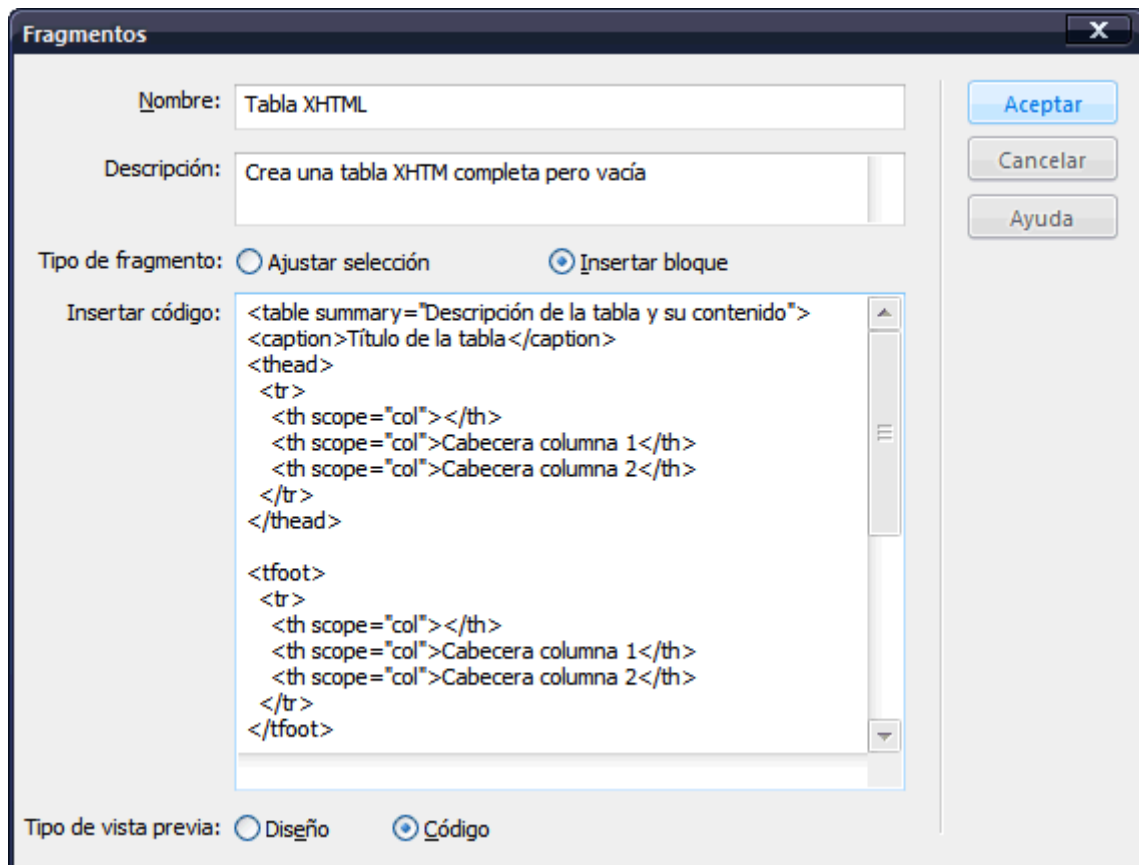 Fragmentos
Nombre: Tabla XHTML
Aceptar
Descripción: Crea una tabla XHTM completa pero vacía
Cancelar
Ayuda
Tipo de fragmento: Ajustar selección Insertar bloque
Insertar código:
<table summary="Descripción de la tabla y su contenido">
<caption>Título de la tabla</caption>
<thead>
<tr>
<th scope="col"></th>
<th scope="col">Cabecera columna 1</th>
<th scope="col">Cabecera columna 2</th>
</tr>
</thead>
<tfoot>
<tr>
<th scope="col"></th>
<th scope="col">Cabecera columna 1</th>
<th scope="col">Cabecera columna 2</th>
</tr>
</tfoot>
Tipo de vista previa: Diseño Código